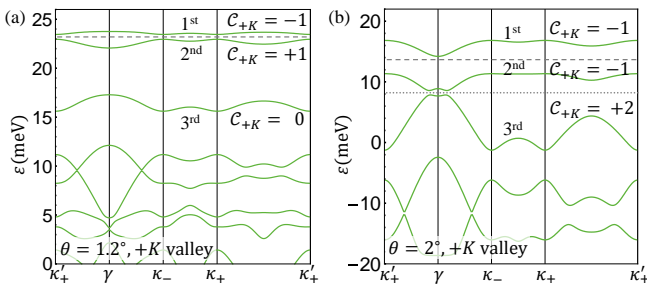 (a)
25
20
15
10
5
0
ε(meV)
1st
𝒞+K = −1
2nd
𝒞+K = +1
3rd
𝒞+K = 0
θ = 1.2°, +K valley
κ′+ γ κ− κ+ κ′+
(b)
20
10
0
−10
−20
ε(meV)
1st
𝒞+K = −1
2nd
𝒞+K = −1
3rd
𝒞+K = +2
θ = 2°, +K valley
κ′+ γ κ− κ+ κ′+